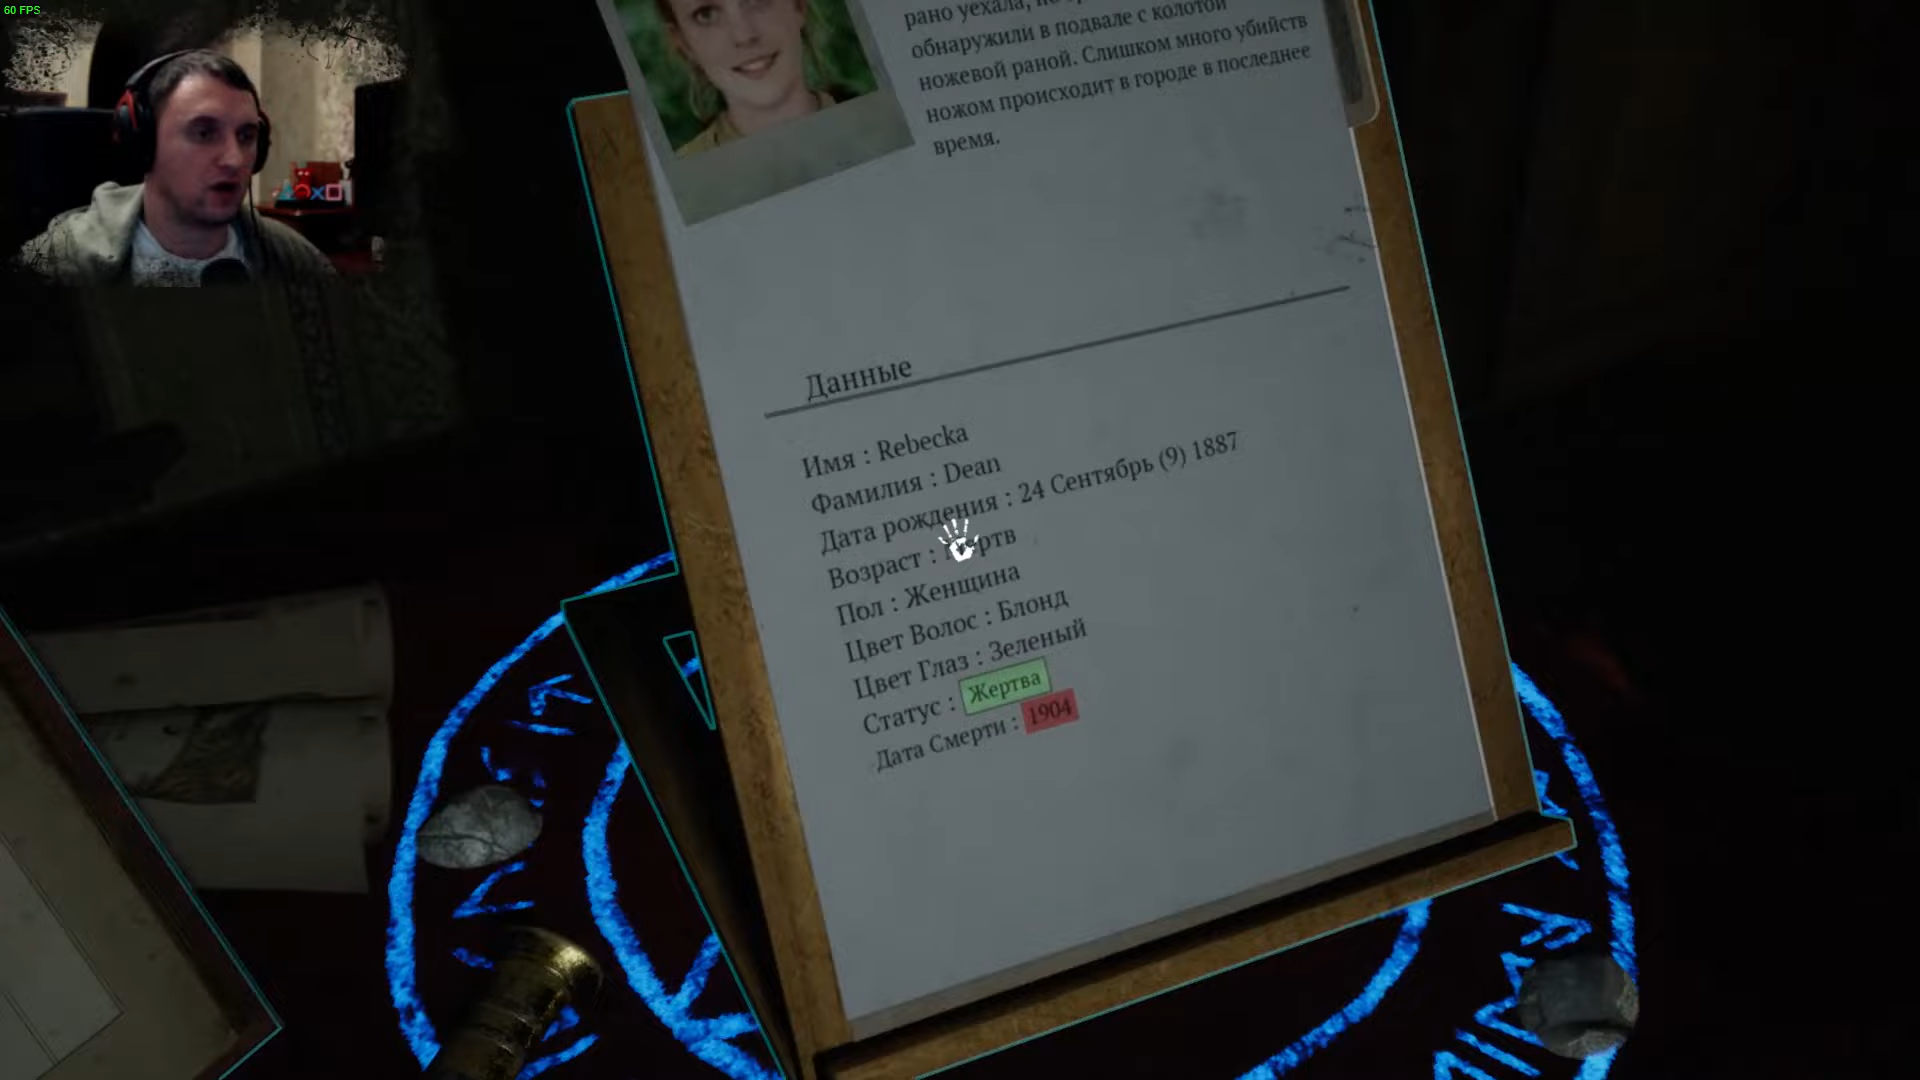 60 FPS
рано уехала, но
обнаружили в подвале с колотой
ножевой раной. Слишком много убийств
ножом происходит в городе в последнее
время.
Данные
Имя : Rebecka
Фамилия : Dean
Дата рождения : 24 Сентябрь (9) 1887
Возраст : Мертв
Пол : Женщина
Цвет Волос : Блонд
Цвет Глаз : Зеленый
Статус : Жертва
Дата Смерти : 1904